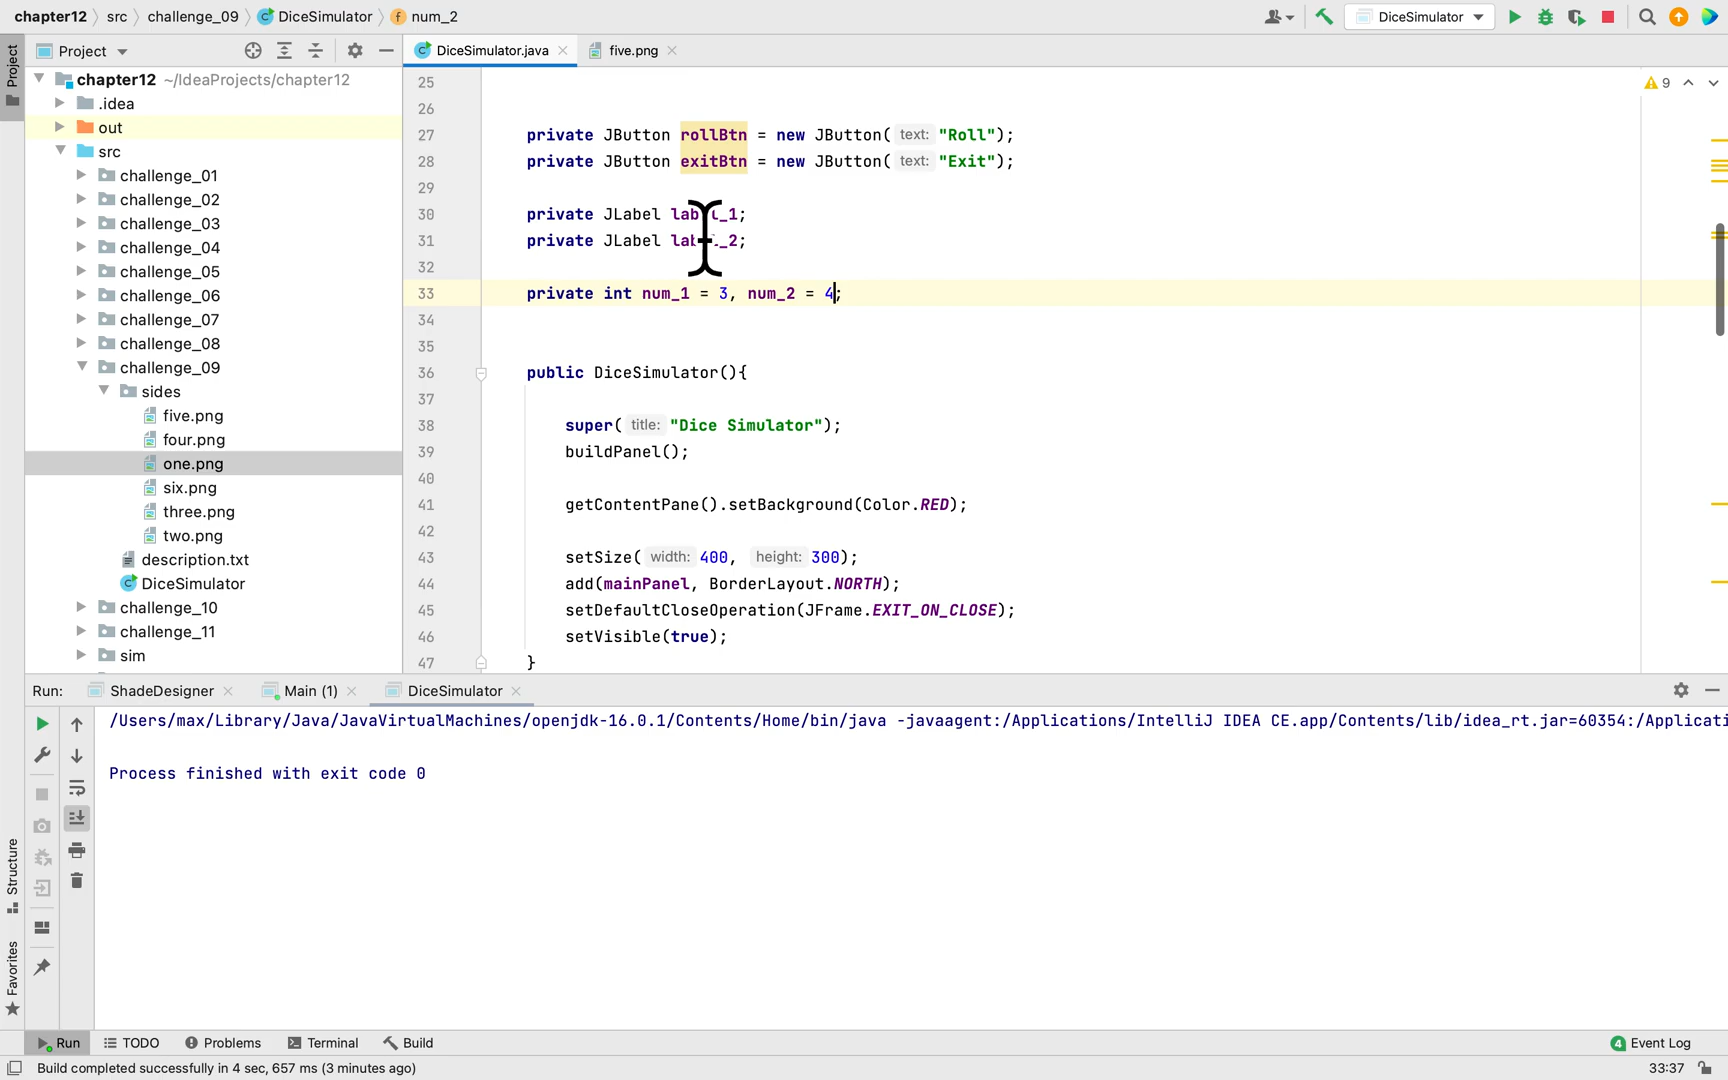 chapter12 src challenge_09 DiceSimulator num_2 DiceSimulator
Project Project DiceSimulator.java five.png
chapter12 ~/IdeaProjects/chapter12
.idea
out
src
challenge_01
challenge_02
challenge_03
challenge_04
challenge_05
challenge_06
challenge_07
challenge_08
challenge_09
sides
five.png
four.png
one.png
six.png
three.png
two.png
description.txt
DiceSimulator
challenge_10
challenge_11
sim
9
25
26
27 private JButton rollBtn = new JButton( text: "Roll");
28 private JButton exitBtn = new JButton( text: "Exit");
29
30 private JLabel _1;
31 private JLabel _2;
32
33 private int num_1 = 3, num_2 = 4;
34
35
36 public DiceSimulator(){
37
38 super( title: "Dice Simulator");
39 buildPanel();
40
41 getContentPane().setBackground(Color.RED);
42
43 setSize( width: 400, height: 300);
44 add(mainPanel, BorderLayout.NORTH);
45 setDefaultCloseOperation(JFrame.EXIT_ON_CLOSE);
46 setVisible(true);
47 }
Run: ShadeDesigner Main (1) DiceSimulator
/Users/max/Library/Java/JavaVirtualMachines/openjdk-16.0.1/Contents/Home/bin/java -javaagent:/Applications/IntelliJ IDEA CE.app/Contents/lib/idea_rt.jar=60354:/Applicati
Process finished with exit code 0
Structure
Favorites
Run TODO Problems Terminal Build 4 Event Log
Build completed successfully in 4 sec, 657 ms (3 minutes ago) 33:37